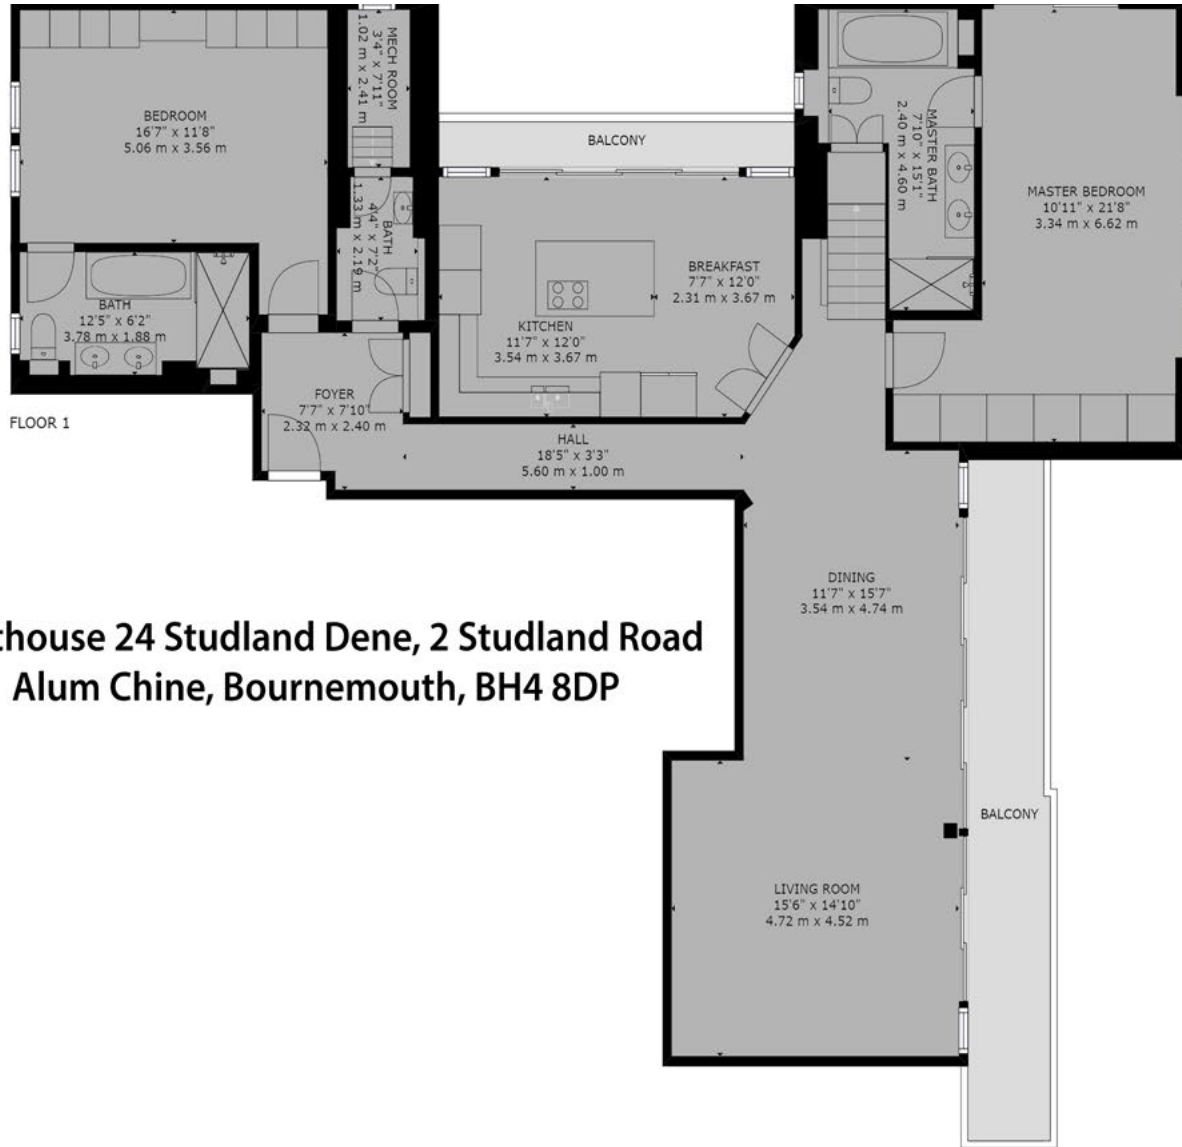 BEDROOM
16'7" x 11'8"
5.06 m x 3.56 m
MECH ROOM
3'4" x 7'11"
1.02 m x 2.41 m
BALCONY
MASTER BATH
7'10" x 15'1"
2.40 m x 4.60 m
MASTER BEDROOM
10'11" x 21'8"
3.34 m x 6.62 m
BATH
4'4" x 7'2"
1.33 m x 2.19 m
BREAKFAST
7'7" x 12'0"
2.31 m x 3.67 m
BATH
12'5" x 6'2"
3.78 m x 1.88 m
KITCHEN
11'7" x 12'0"
3.54 m x 3.67 m
FOYER
7'7" x 7'10"
2.32 m x 2.40 m
FLOOR 1
HALL
18'5" x 3'3"
5.60 m x 1.00 m
DINING
11'7" x 15'7"
3.54 m x 4.74 m
thouse 24 Studland Dene, 2 Studland Road
Alum Chine, Bournemouth, BH4 8DP
BALCONY
LIVING ROOM
15'6" x 14'10"
4.72 m x 4.52 m